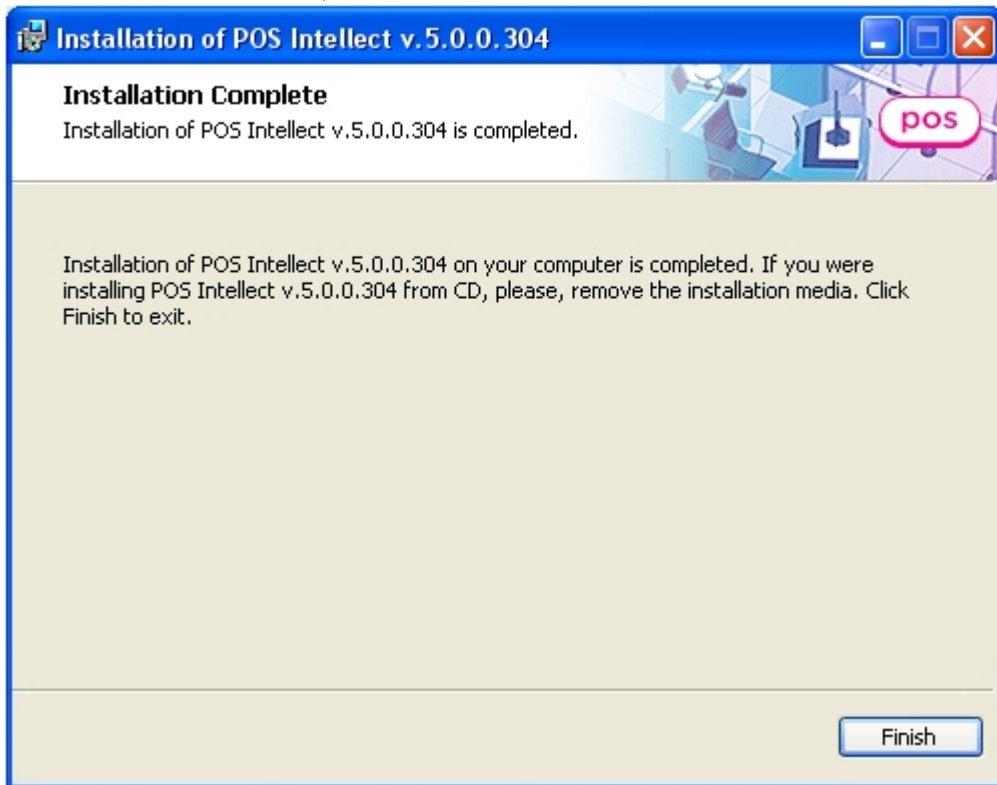 Installation of POS Intellect v.5.0.0.304
Installation Complete
Installation of POS Intellect v.5.0.0.304 is completed.
pos
Installation of POS Intellect v.5.0.0.304 on your computer is completed. If you were
installing POS Intellect v.5.0.0.304 from CD, please, remove the installation media. Click
Finish to exit.
Finish